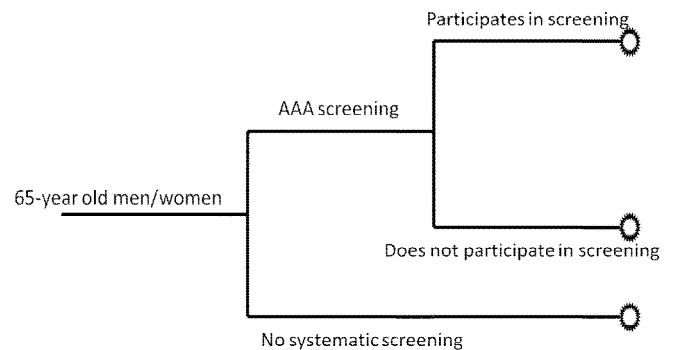 Participates in screening
AAA screening
65-year old men/women
Does not participate in screening
No systematic screening